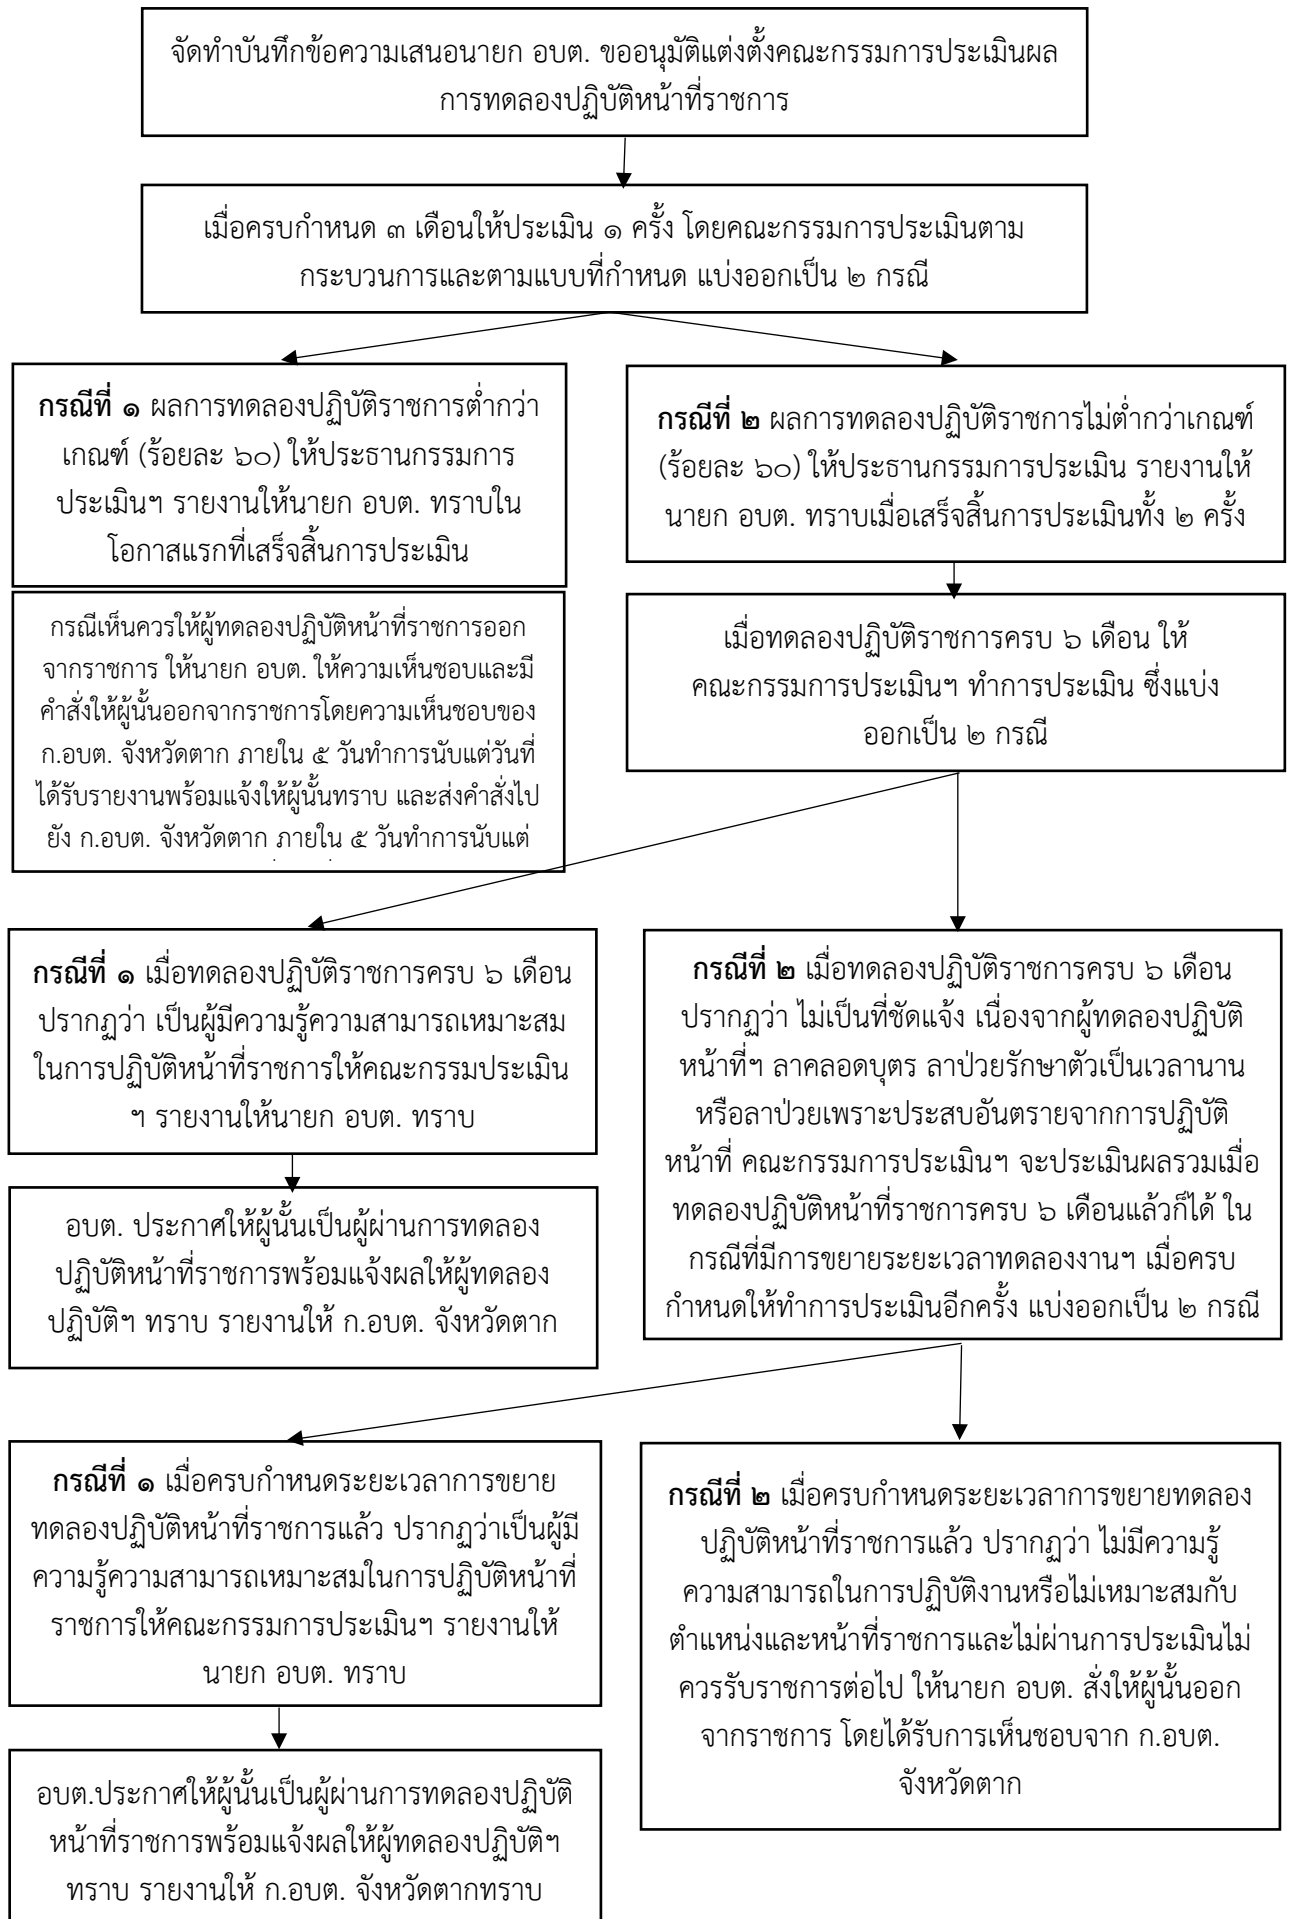 จัดทำบันทึกข้อความเสนอนายก อบต. ขออนุมัติแต่งตั้งคณะกรรมการประเมินผล
การทดลองปฏิบัติหน้าที่ราชการ
เมื่อครบกำหนด ๓ เดือนให้ประเมิน ๑ ครั้ง โดยคณะกรรมการประเมินตาม
กระบวนการและตามแบบที่กำหนด แบ่งออกเป็น ๒ กรณี
กรณีที่ ๑ ผลการทดลองปฏิบัติราชการต่ำกว่า
เกณฑ์ (ร้อยละ ๖๐) ให้ประธานกรรมการ
ประเมินฯ รายงานให้นายก อบต. ทราบใน
โอกาสแรกที่เสร็จสิ้นการประเมิน
กรณีที่ ๒ ผลการทดลองปฏิบัติราชการไม่ต่ำกว่าเกณฑ์
(ร้อยละ ๖๐) ให้ประธานกรรมการประเมิน รายงานให้
นายก อบต. ทราบเมื่อเสร็จสิ้นการประเมินทั้ง ๒ ครั้ง
กรณีเห็นควรให้ผู้ทดลองปฏิบัติหน้าที่ราชการออก
จากราชการ ให้นายก อบต. ให้ความเห็นชอบและมี
คำสั่งให้ผู้นั้นออกจากราชการโดยความเห็นชอบของ
ก.อบต. จังหวัดตาก ภายใน ๕ วันทำการนับแต่วันที่
ได้รับรายงานพร้อมแจ้งให้ผู้นั้นทราบ และส่งคำสั่งไป
ยัง ก.อบต. จังหวัดตาก ภายใน ๕ วันทำการนับแต่
เมื่อทดลองปฏิบัติราชการครบ ๖ เดือน ให้
คณะกรรมการประเมินฯ ทำการประเมิน ซึ่งแบ่ง
ออกเป็น ๒ กรณี
กรณีที่ ๑ เมื่อทดลองปฏิบัติราชการครบ ๖ เดือน
ปรากฏว่า เป็นผู้มีความรู้ความสามารถเหมาะสม
ในการปฏิบัติหน้าที่ราชการให้คณะกรรมประเมิน
ฯ รายงานให้นายก อบต. ทราบ
กรณีที่ ๒ เมื่อทดลองปฏิบัติราชการครบ ๖ เดือน
ปรากฏว่า ไม่เป็นที่ชัดแจ้ง เนื่องจากผู้ทดลองปฏิบัติ
หน้าที่ฯ ลาคลอดบุตร ลาป่วยรักษาตัวเป็นเวลานาน
หรือลาป่วยเพราะประสบอันตรายจากการปฏิบัติ
หน้าที่ คณะกรรมการประเมินฯ จะประเมินผลรวมเมื่อ
ทดลองปฏิบัติหน้าที่ราชการครบ ๖ เดือนแล้วก็ได้ ใน
กรณีที่มีการขยายระยะเวลาทดลองงานฯ เมื่อครบ
กำหนดให้ทำการประเมินอีกครั้ง แบ่งออกเป็น ๒ กรณี
อบต. ประกาศให้ผู้นั้นเป็นผู้ผ่านการทดลอง
ปฏิบัติหน้าที่ราชการพร้อมแจ้งผลให้ผู้ทดลอง
ปฏิบัติฯ ทราบ รายงานให้ ก.อบต. จังหวัดตาก
กรณีที่ ๑ เมื่อครบกำหนดระยะเวลาการขยาย
ทดลองปฏิบัติหน้าที่ราชการแล้ว ปรากฏว่าเป็นผู้มี
ความรู้ความสามารถเหมาะสมในการปฏิบัติหน้าที่
ราชการให้คณะกรรมการประเมินฯ รายงานให้
นายก อบต. ทราบ
กรณีที่ ๒ เมื่อครบกำหนดระยะเวลาการขยายทดลอง
ปฏิบัติหน้าที่ราชการแล้ว ปรากฏว่า ไม่มีความรู้
ความสามารถในการปฏิบัติงานหรือไม่เหมาะสมกับ
ตำแหน่งและหน้าที่ราชการและไม่ผ่านการประเมินไม่
ควรรับราชการต่อไป ให้นายก อบต. สั่งให้ผู้นั้นออก
จากราชการ โดยได้รับการเห็นชอบจาก ก.อบต.
จังหวัดตาก
อบต.ประกาศให้ผู้นั้นเป็นผู้ผ่านการทดลองปฏิบัติ
หน้าที่ราชการพร้อมแจ้งผลให้ผู้ทดลองปฏิบัติฯ
ทราบ รายงานให้ ก.อบต. จังหวัดตากทราบ